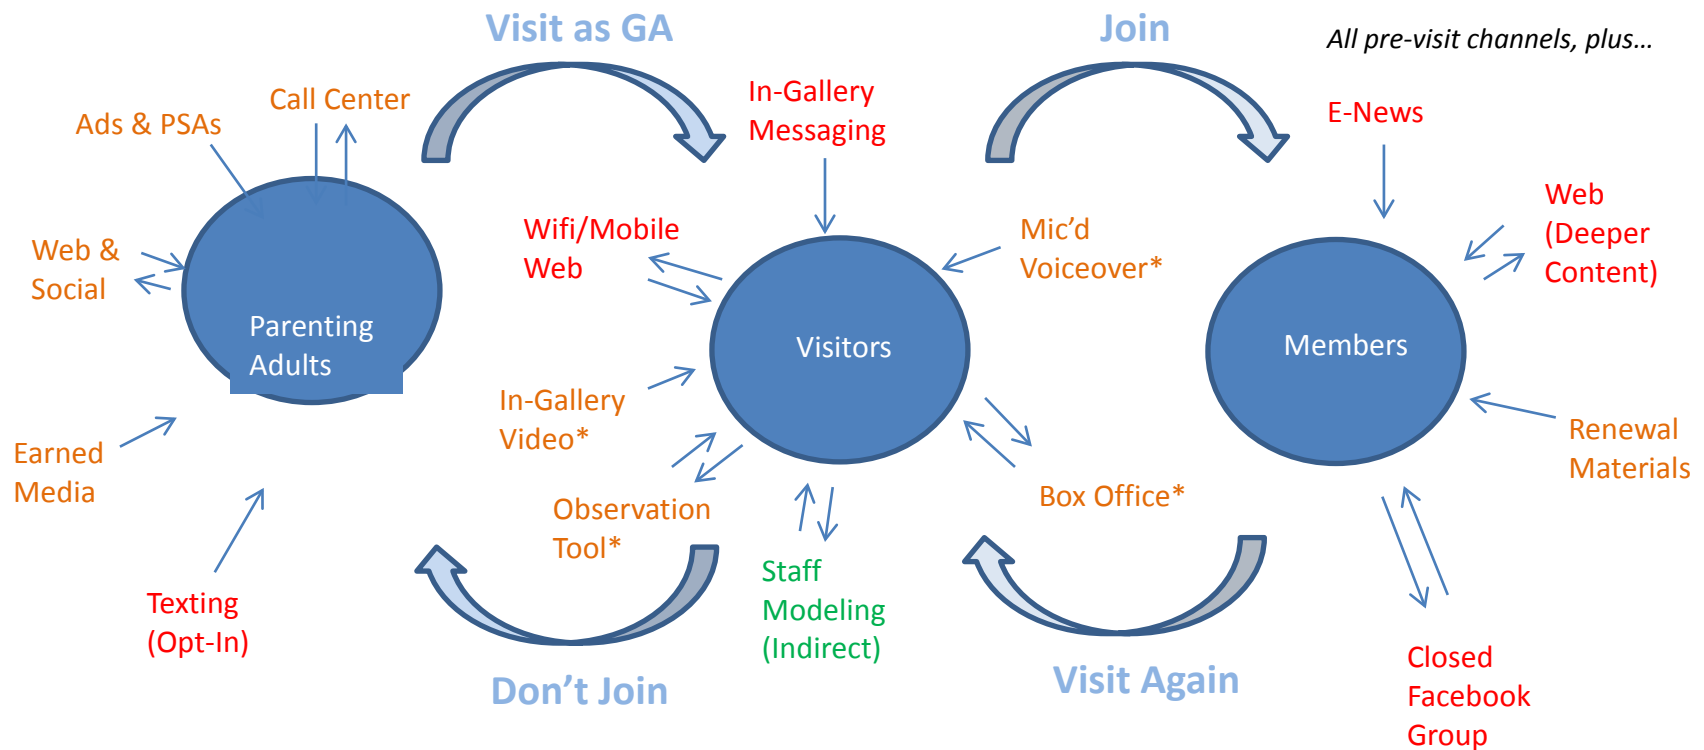 Visit as GA
Join
All pre-visit channels, plus…
Call Center
Ads & PSAs
Web &
Social
Parenting
Adults
Earned
Media
Texting
(Opt-In)
In-Gallery
Messaging
Wifi/Mobile
Web
Mic’d
Voiceover*
Visitors
In-Gallery
Video*
Observation
Tool*
Staff
Modeling
(Indirect)
Box Office*
E-News
Web
(Deeper
Content)
Members
Renewal
Materials
Closed
Facebook
Group
Don’t Join
Visit Again